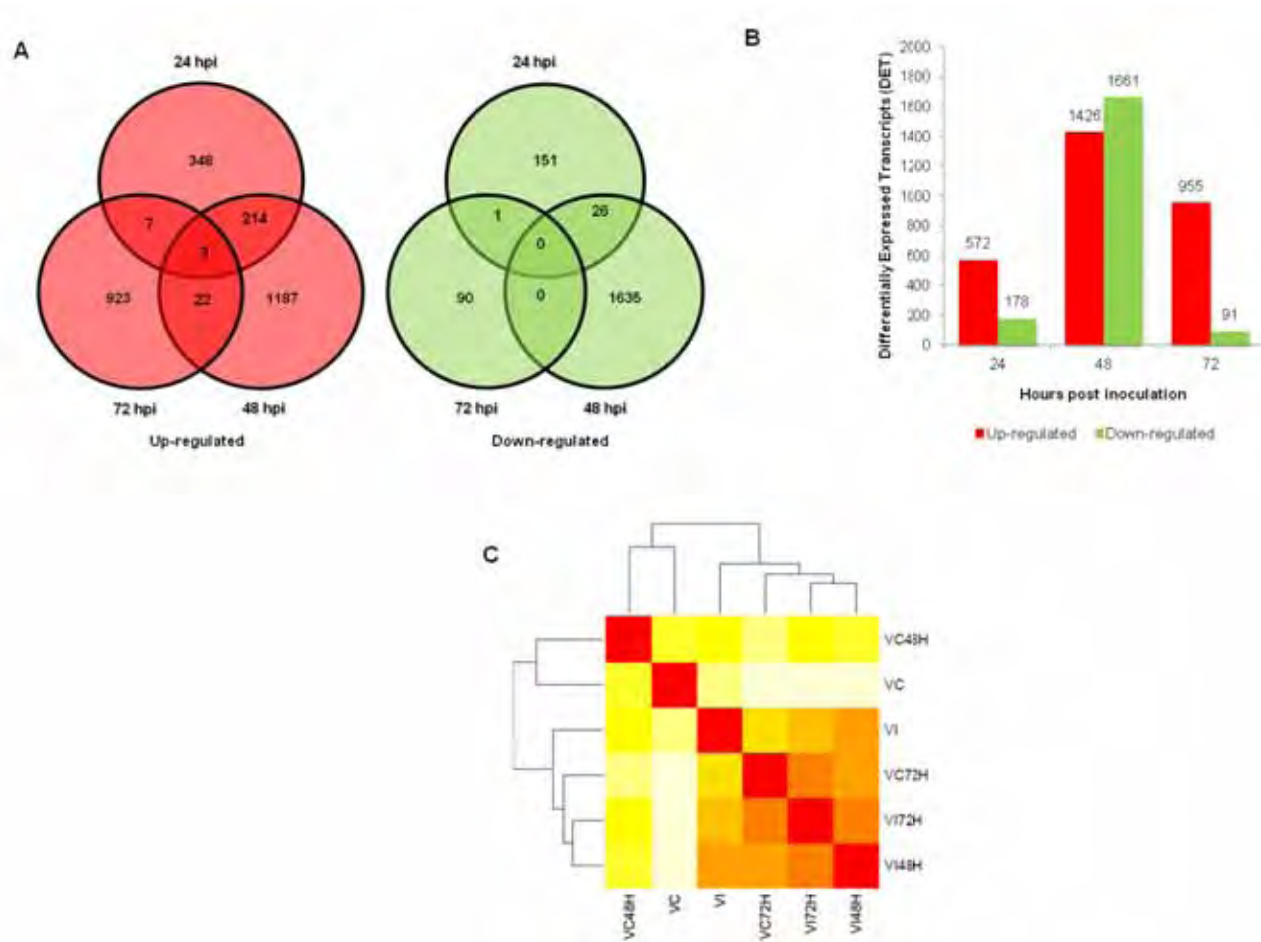 A
24 hpi
348
7
214
3
923
22
1187
72 hpi
48 hpi
Up-regulated
24 hpi
151
1
26
0
90
0
1635
72 hpi
48 hpi
Down-regulated
B
Differentially Expressed Transcripts (DET)
2000
1800
1600
1400
1200
1000
800
600
400
200
0
572
178
1426
1661
955
91
24
48
72
Hours post inoculation
Up-regulated
Down-regulated
C
VC48H
VC
VI
VC72H
VI72H
VI48H
VC48H
VC
VI
VC72H
VI72H
VI48H